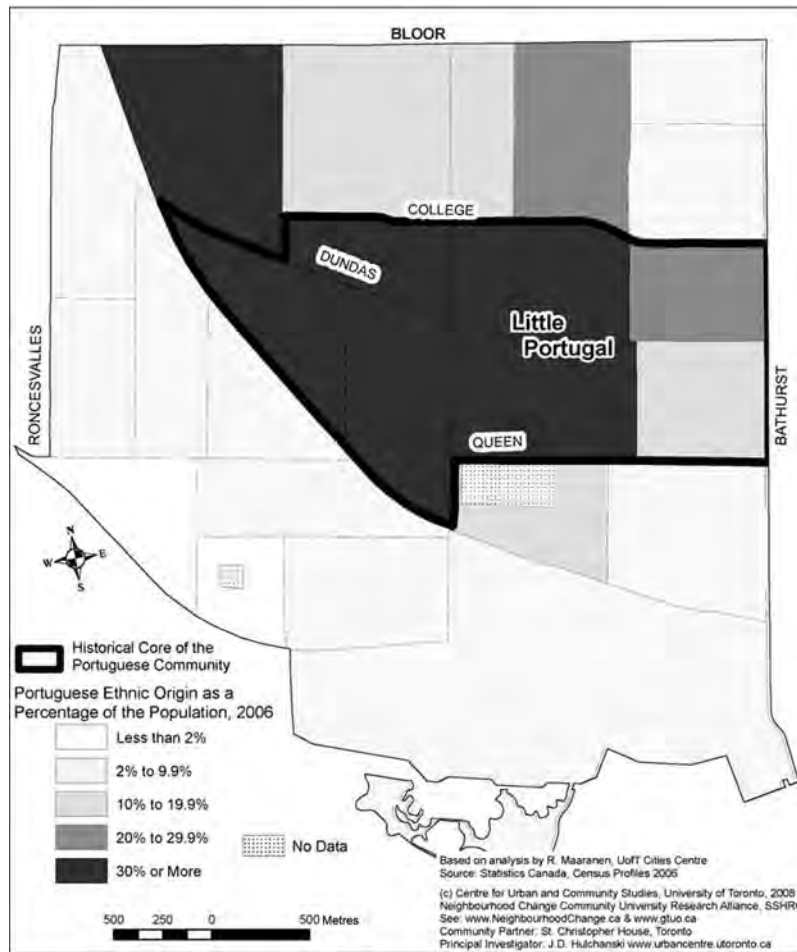 BLOOR
COLLEGE
DUNDAS
Little
Portugal
RONCESVALLES
BATHURST
QUEEN
N
W E
S
Historical Core of the
Portuguese Community
Portuguese Ethnic Origin as a
Percentage of the Population, 2006
Less than 2%
2% to 9.9%
10% to 19.9%
20% to 29.9%
30% or More
No Data
500 250 0 500 Metres
Based on analysis by R. Maaranen, UofT Cities Centre
Source: Statistics Canada, Census Profiles 2006
(c) Centre for Urban and Community Studies, University of Toronto, 2008
Neighbourhood Change Community University Research Alliance, SSHR
See: www.NeighbourhoodChange.ca & www.gtuo.ca
Community Partner: St. Christopher House, Toronto
Principal Investigator: J.D. Hulchanski www.urbancentre.utoronto.ca